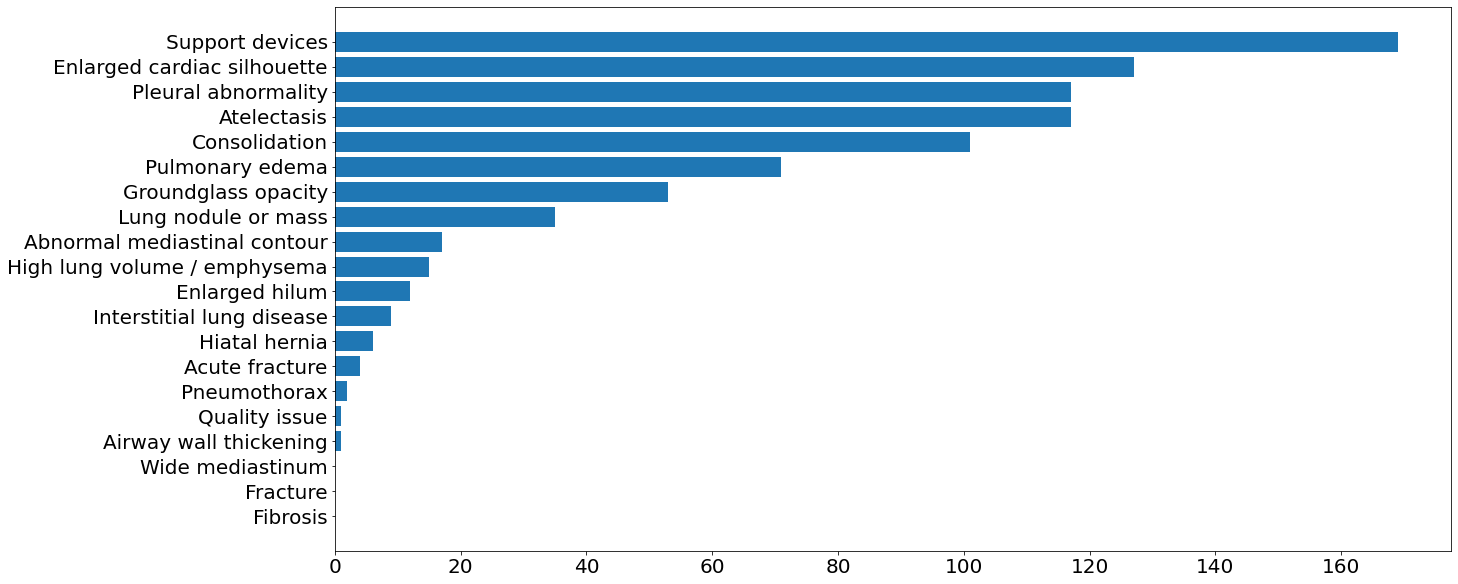 Support devices
Enlarged cardiac silhouette
Pleural abnormality
Atelectasis
Consolidation
Pulmonary edema
Groundglass opacity
Lung nodule or mass
Abnormal mediastinal contour
High lung volume / emphysema
Enlarged hilum
Interstitial lung disease
Hiatal hernia
Acute fracture
Pneumothorax
Quality issue
Airway wall thickening
Wide mediastinum
Fracture
Fibrosis
0 20 40 60 80 100 120 140 160